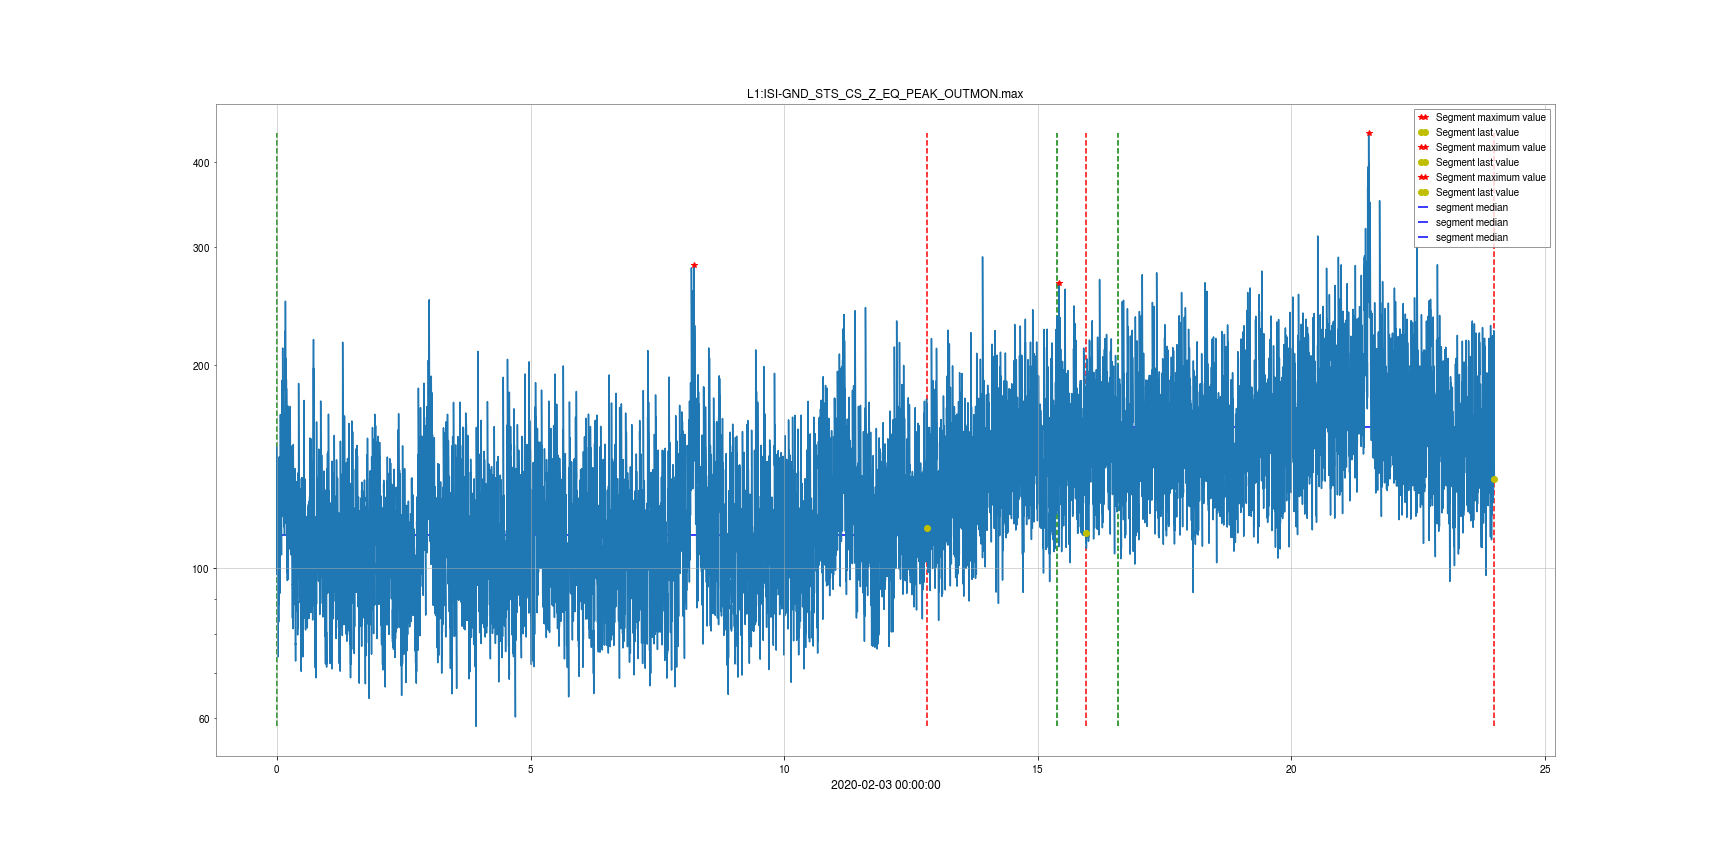 L1:ISI-GND_STS_CS_Z_EQ_PEAK_OUTMON.max
Segment maximum value
Segment last value
Segment maximum value
Segment last value
Segment maximum value
Segment last value
segment median
segment median
segment median
400
300
200
100
60
0 5 10 15 20 25
2020-02-03 00:00:00